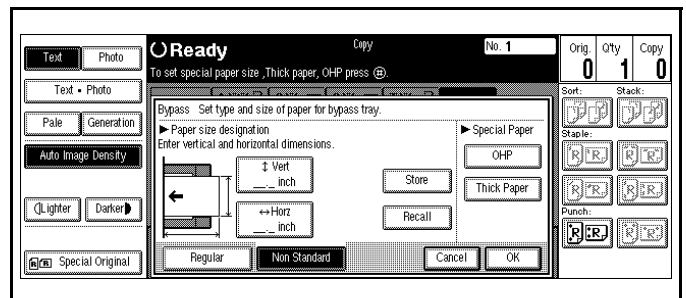 Text
Photo
Text • Photo
Pale
Generation
Auto Image Density
Lighter
Darker
Special Original
Ready
Copy
No. 1
To set special paper size ,Thick paper, OHP press (#).
Bypass Set type and size of paper for bypass tray.
► Paper size designation
Enter vertical and horizontal dimensions.
↕ Vert
__._ inch
↔ Horz
__._ inch
Store
Recall
► Special Paper
OHP
Thick Paper
Regular
Non Standard
Cancel
OK
Orig. Q'ty Copy
0 1 0
Sort: Stack:
Staple:
Punch: